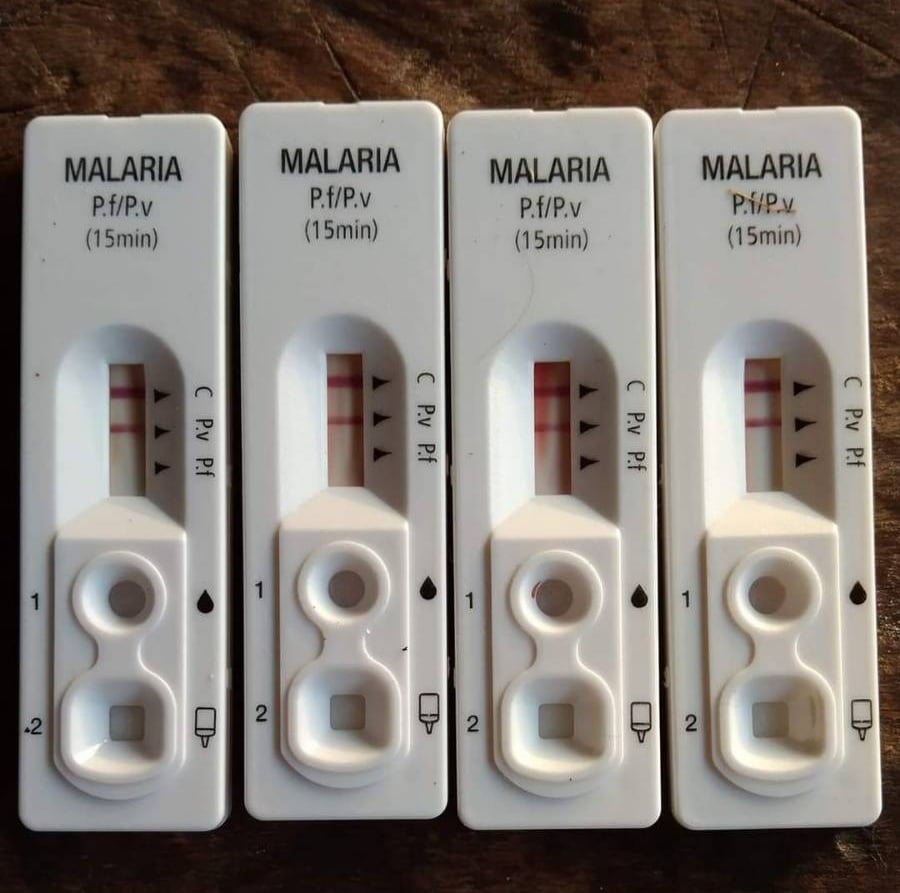 MALARIA
P.f/P.v
(15min)
C P.v P.f
1
2
MALARIA
P.f/P.v
(15min)
C P.v P.f
1
2
MALARIA
P.f/P.v
(15min)
C P.v P.f
1
2
MALARIA
P.f/P.v
(15min)
C P.v P.f
1
2